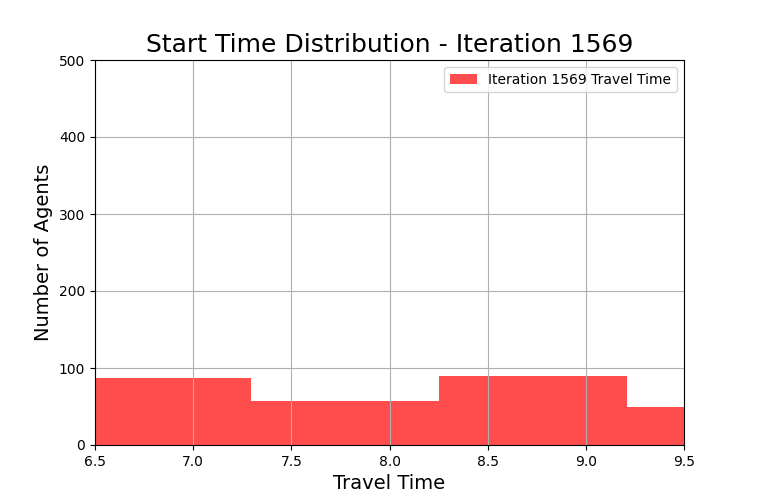 Start Time Distribution - Iteration 1569
Iteration 1569 Travel Time
Number of Agents
500
400
300
200
100
0
6.5 7.0 7.5 8.0 8.5 9.0 9.5
Travel Time